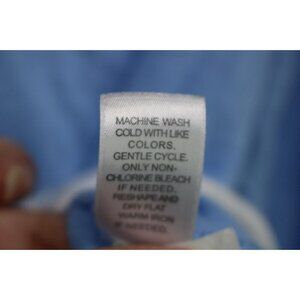 MACHINE WASH
COLD WITH LIKE
COLORS.
GENTLE CYCLE.
ONLY NON-
CHLORINE BLEACH
IF NEEDED.
RESHAPE AND
DRY FLAT
WARM IRON
IF NEEDED.